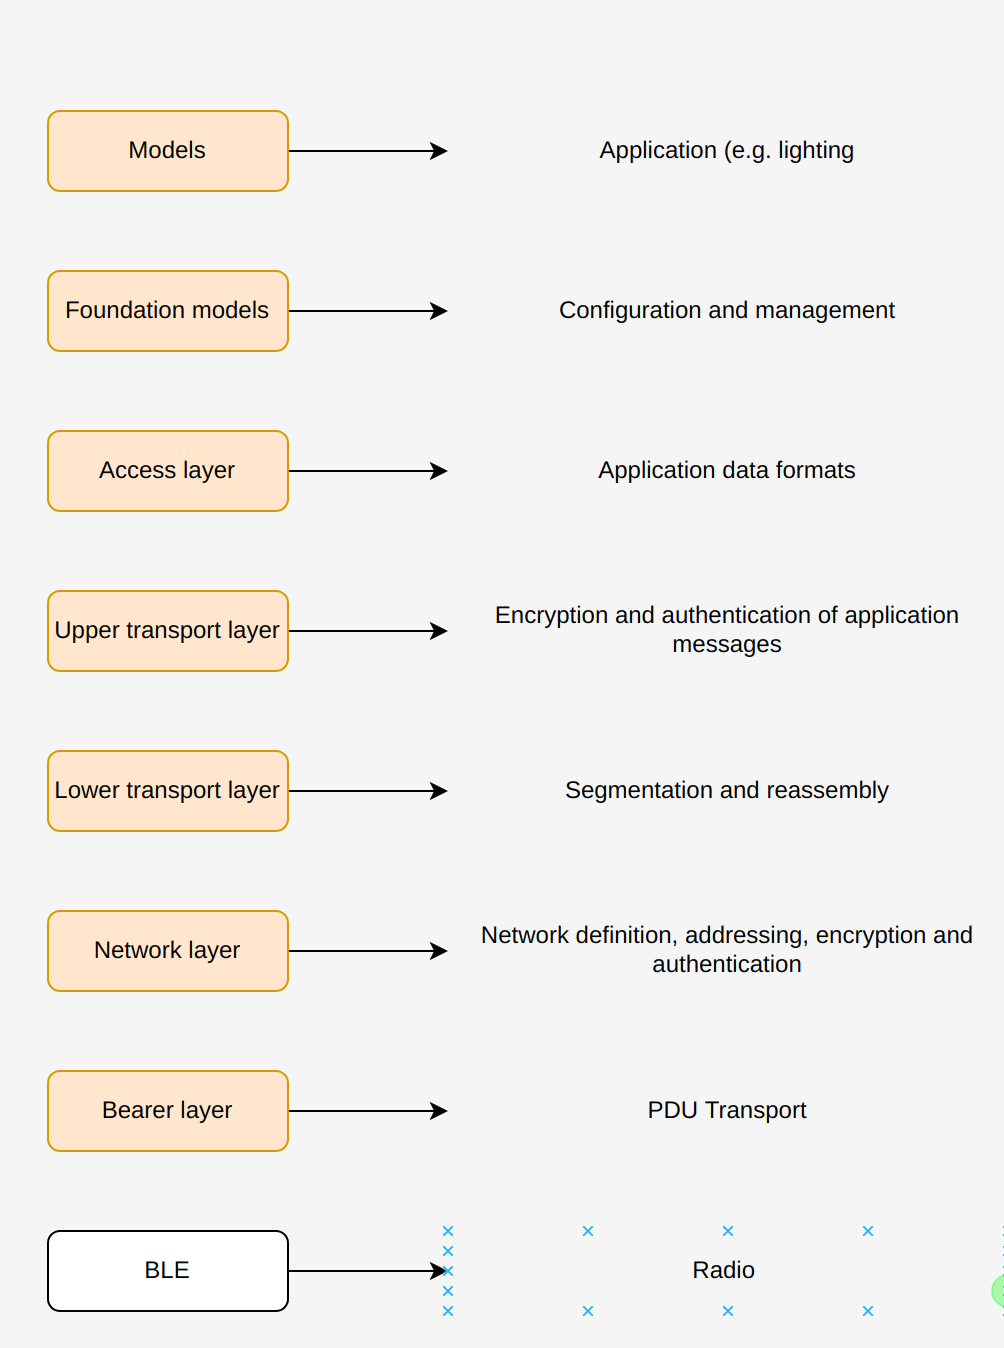 Models
Application (e.g. lighting
Foundation models
Configuration and management
Access layer
Application data formats
Upper transport layer
Encryption and authentication of application
messages
Lower transport layer
Segmentation and reassembly
Network layer
Network definition, addressing, encryption and
authentication
Bearer layer
PDU Transport
BLE
Radio